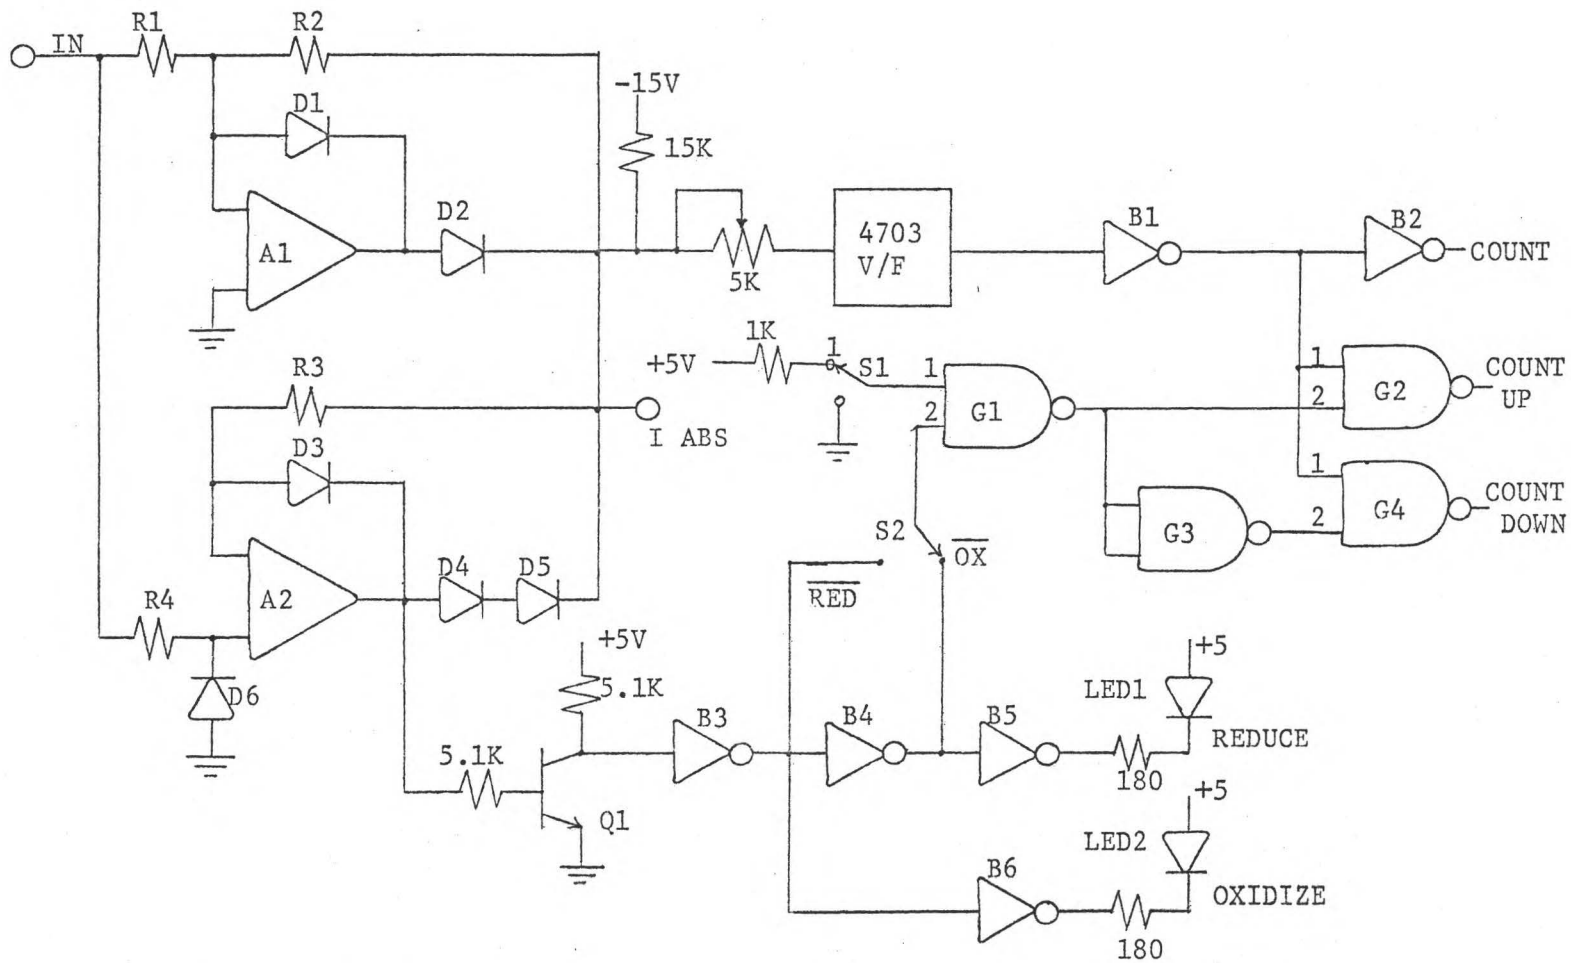 IN
R1
R2
D1
-15V
15K
A1
D2
5K
4703
V/F
B1
B2
COUNT
R3
I ABS
D3
+5V
1K
1
S1
1
2
G1
1
2
G2
COUNT
UP
1
2
G4
COUNT
DOWN
G3
S2
OX
RED
A2
R4
D6
D4
D5
+5V
5.1K
5.1K
Q1
B3
B4
B5
180
LED1
+5
REDUCE
B6
180
LED2
+5
OXIDIZE